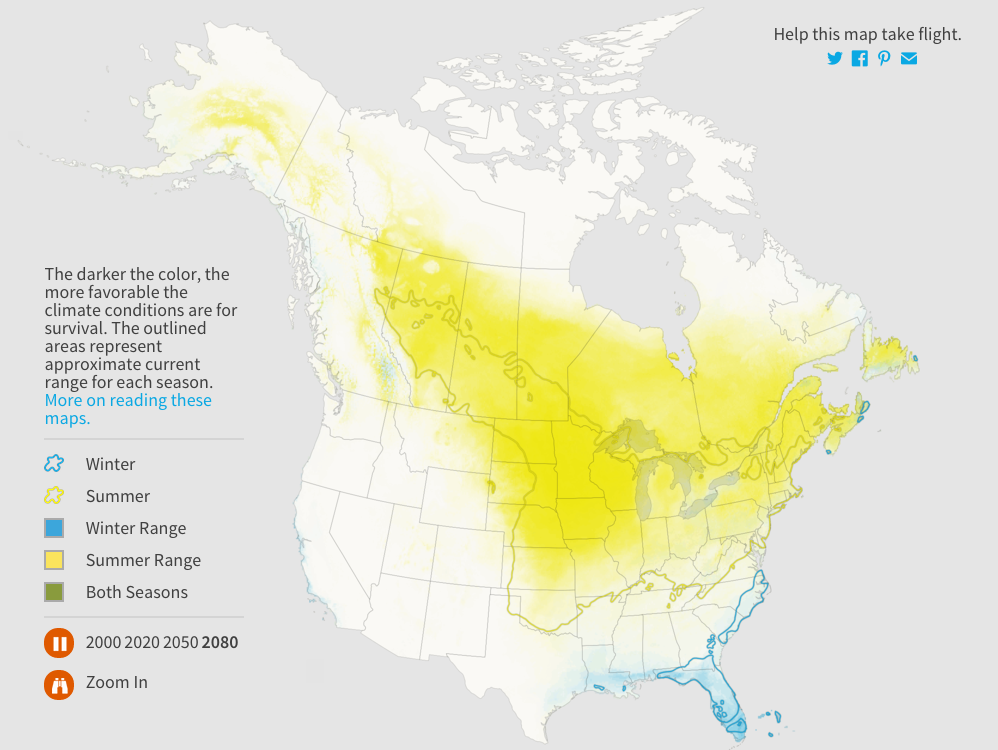 Help this map take flight.
The darker the color, the
more favorable the
climate conditions are for
survival. The outlined
areas represent
approximate current
range for each season.
More on reading these
maps.
Winter
Summer
Winter Range
Summer Range
Both Seasons
2000 2020 2050 2080
Zoom In